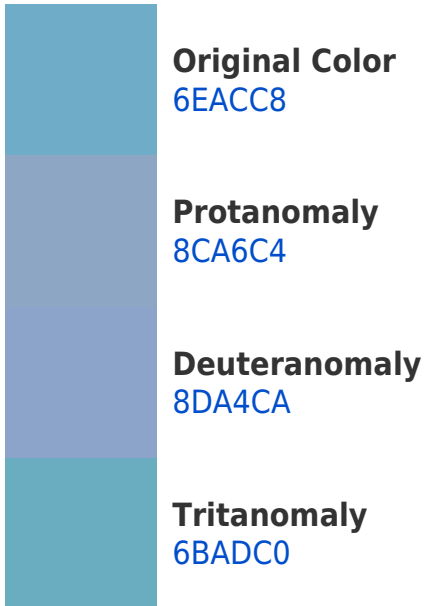 Original Color
6EACC8
Protanomaly
8CA6C4
Deuteranomaly
8DA4CA
Tritanomaly
6BADC0